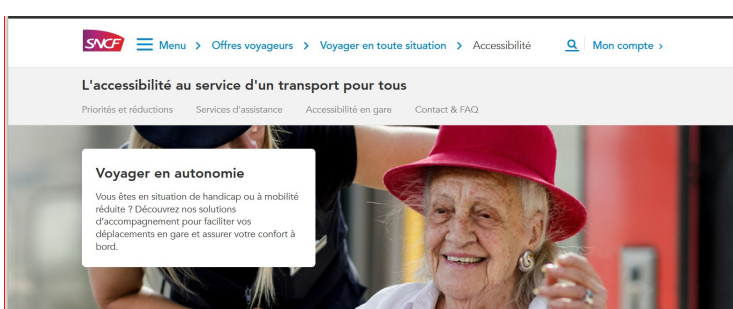 SNCF Menu > Offres voyageurs > Voyager en toute situation > Accessibilité Mon compte >
L'accessibilité au service d'un transport pour tous
Priorités et réductions Services d'assistance Accessibilité en gare Contact & FAQ
Voyager en autonomie
Vous êtes en situation de handicap ou à mobilité
réduite ? Découvrez nos solutions
d'accompagnement pour faciliter vos
déplacements en gare et assurer votre confort à
bord.